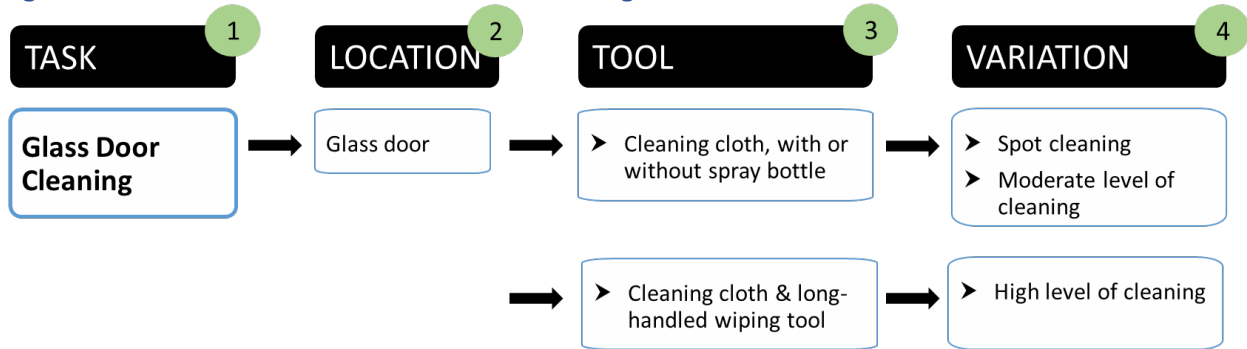 TASK
1
LOCATION
2
TOOL
3
VARIATION
4
Glass Door
Cleaning
Glass door
➤ Cleaning cloth, with or
without spray bottle
➤ Spot cleaning
➤ Moderate level of
cleaning
➤ Cleaning cloth & long-
handled wiping tool
➤ High level of cleaning